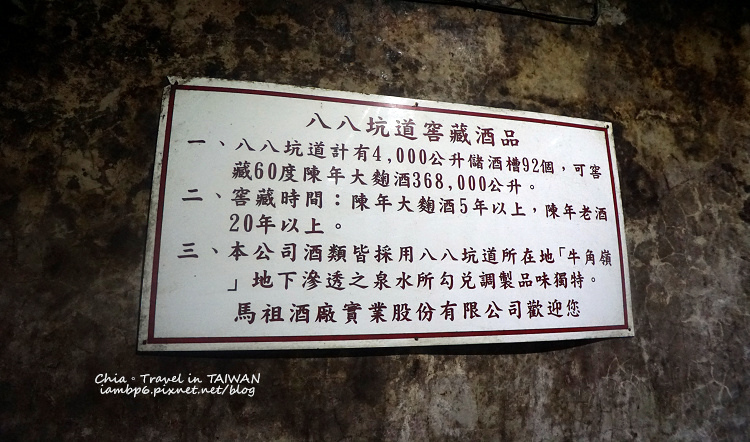 八八坑道窖藏酒品
一、八八坑道計有4,000公升儲酒槽92個，可窖
藏60度陳年大麴酒368,000公升。
二、窖藏時間：陳年大麴酒5年以上，陳年老酒
20年以上。
三、本公司酒類皆採用八八坑道所在地「牛角嶺
」地下滲透之泉水所勾兌調製品味獨特。
馬祖酒廠實業股份有限公司歡迎您
Chia。Travel in TAIWAN
iambp6.pixnet.net/blog